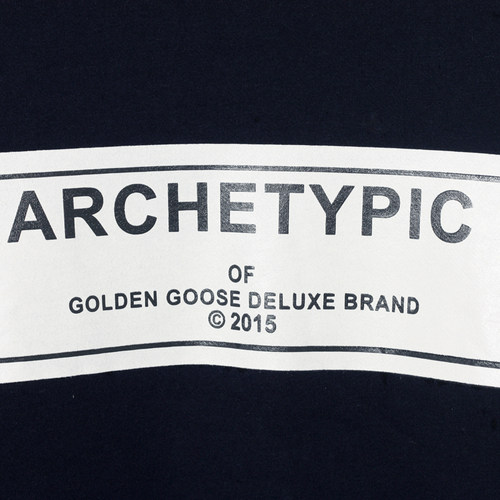 ARCHETYPIC
OF
GOLDEN GOOSE DELUXE BRAND
© 2015